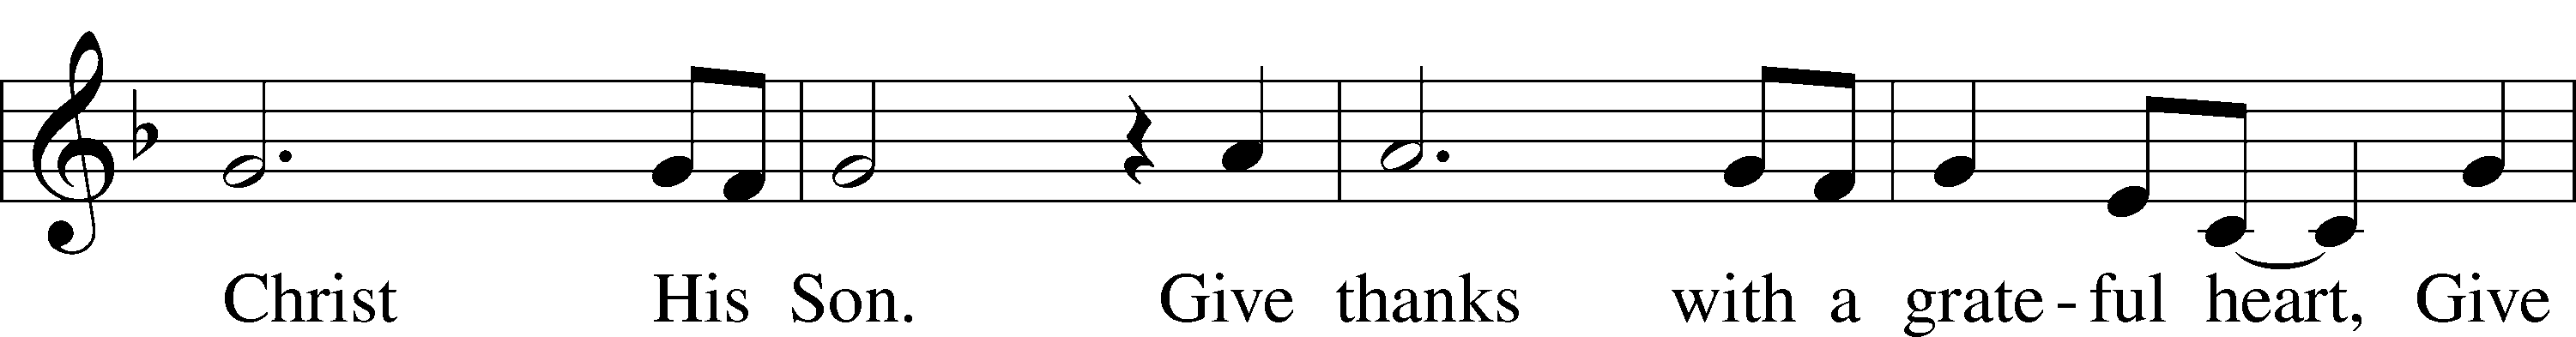 Christ His Son. Give thanks with a grate-ful heart, Give